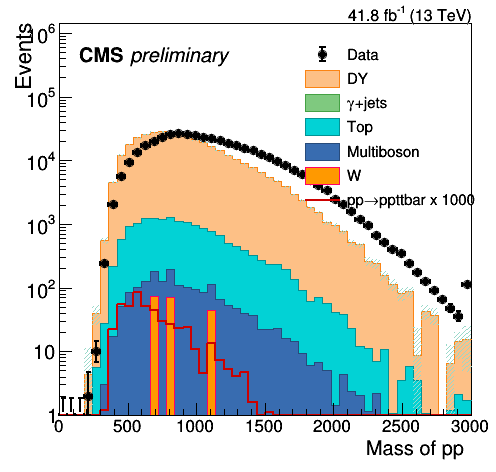 41.8 fb⁻¹ (13 TeV)
Events
CMS preliminary
Data
DY
γ+jets
Top
Multiboson
W
pp→ppttbar x 1000
10⁶
10⁵
10⁴
10³
10²
10
1
0 500 1000 1500 2000 2500 3000
Mass of pp